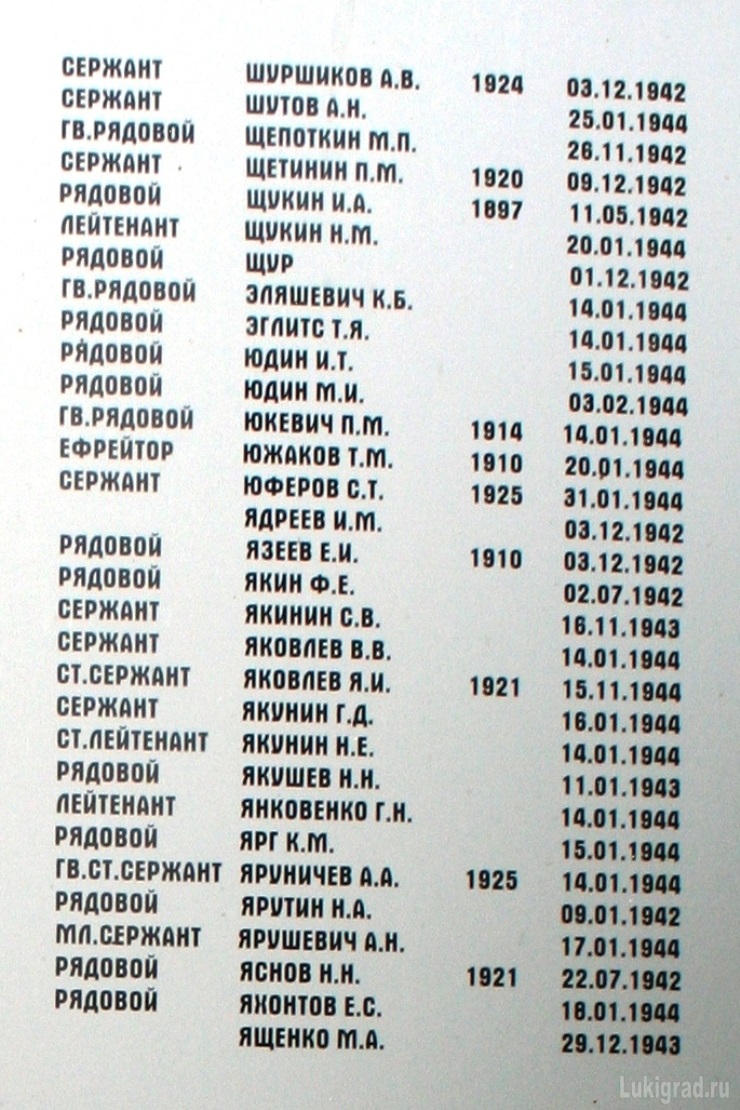 СЕРЖАНТ ШУРШИКОВ А.В. 1924 03.12.1942
СЕРЖАНТ ШУТОВ А.Н. 25.01.1944
ГВ.РЯДОВОЙ ЩЕПОТКИН М.П. 26.11.1942
СЕРЖАНТ ЩЕТИНИН П.М. 1920 09.12.1942
РЯДОВОЙ ЩУКИН И.А. 1897 11.05.1942
ЛЕЙТЕНАНТ ЩУКИН Н.М. 20.01.1944
РЯДОВОЙ ЩУР 01.12.1942
ГВ.РЯДОВОЙ ЭЛЯШЕВИЧ К.Б. 14.01.1944
РЯДОВОЙ ЭГЛИТС Т.Я. 14.01.1944
РЯДОВОЙ ЮДИН И.Т. 15.01.1944
РЯДОВОЙ ЮДИН М.И. 03.02.1944
ГВ.РЯДОВОЙ ЮКЕВИЧ П.М. 1914 14.01.1944
ЕФРЕЙТОР ЮЖАКОВ Т.М. 1910 20.01.1944
СЕРЖАНТ ЮФЕРОВ С.Т. 1925 31.01.1944
ЯДРЕЕВ И.М. 03.12.1942
РЯДОВОЙ ЯЗЕЕВ Е.И. 1910 03.12.1942
РЯДОВОЙ ЯКИН Ф.Е. 02.07.1942
СЕРЖАНТ ЯКИНИН С.В. 16.11.1943
СЕРЖАНТ ЯКОВЛЕВ В.В. 14.01.1944
СТ.СЕРЖАНТ ЯКОВЛЕВ Я.И. 1921 15.11.1944
СЕРЖАНТ ЯКУНИН Г.Д. 16.01.1944
СТ.ЛЕЙТЕНАНТ ЯКУНИН Н.Е. 14.01.1944
РЯДОВОЙ ЯКУШЕВ Н.Н. 11.01.1943
ЛЕЙТЕНАНТ ЯНКОВЕНКО Г.Н. 14.01.1944
РЯДОВОЙ ЯРГ К.М. 15.01.1944
ГВ.СТ.СЕРЖАНТ ЯРУНИЧЕВ А.А. 1925 14.01.1944
РЯДОВОЙ ЯРУТИН Н.А. 09.01.1942
МЛ.СЕРЖАНТ ЯРУШЕВИЧ А.Н. 17.01.1944
РЯДОВОЙ ЯСНОВ Н.Н. 1921 22.07.1942
РЯДОВОЙ ЯХОНТОВ Е.С. 18.01.1944
ЯЩЕНКО М.А. 29.12.1943
Lukigrad.ru